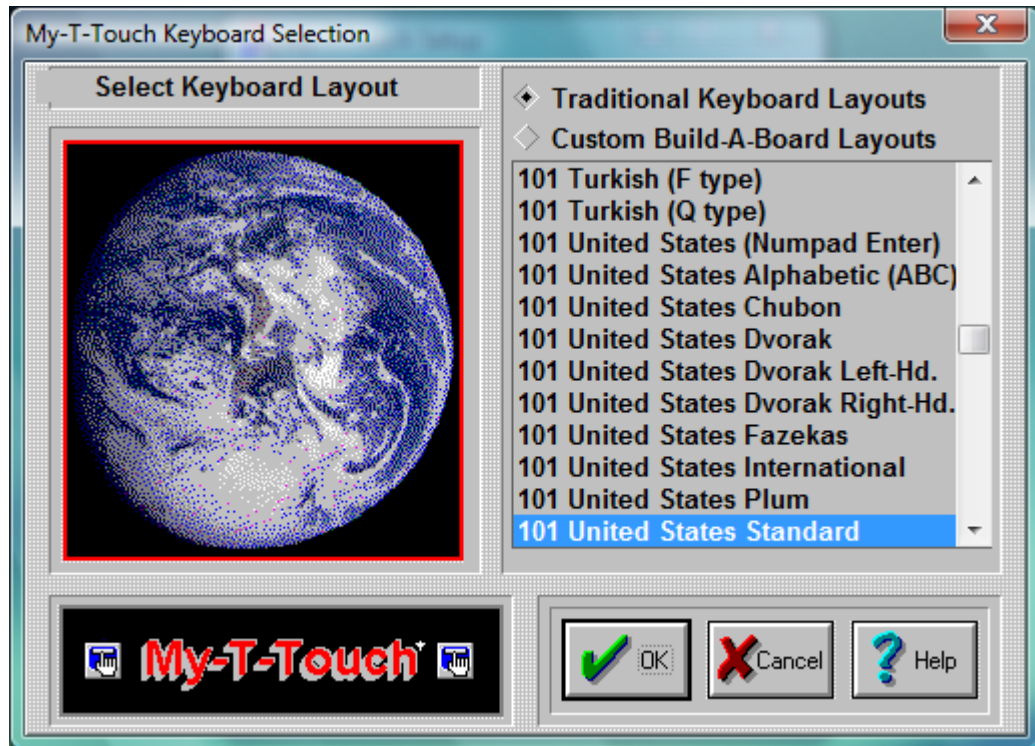 My-T-Touch Keyboard Selection
Select Keyboard Layout
Traditional Keyboard Layouts
Custom Build-A-Board Layouts
101 Turkish (F type)
101 Turkish (Q type)
101 United States (Numpad Enter)
101 United States Alphabetic (ABC)
101 United States Chubon
101 United States Dvorak
101 United States Dvorak Left-Hd.
101 United States Dvorak Right-Hd.
101 United States Fazekas
101 United States International
101 United States Plum
101 United States Standard
My-T-Touch
OK
Cancel
Help